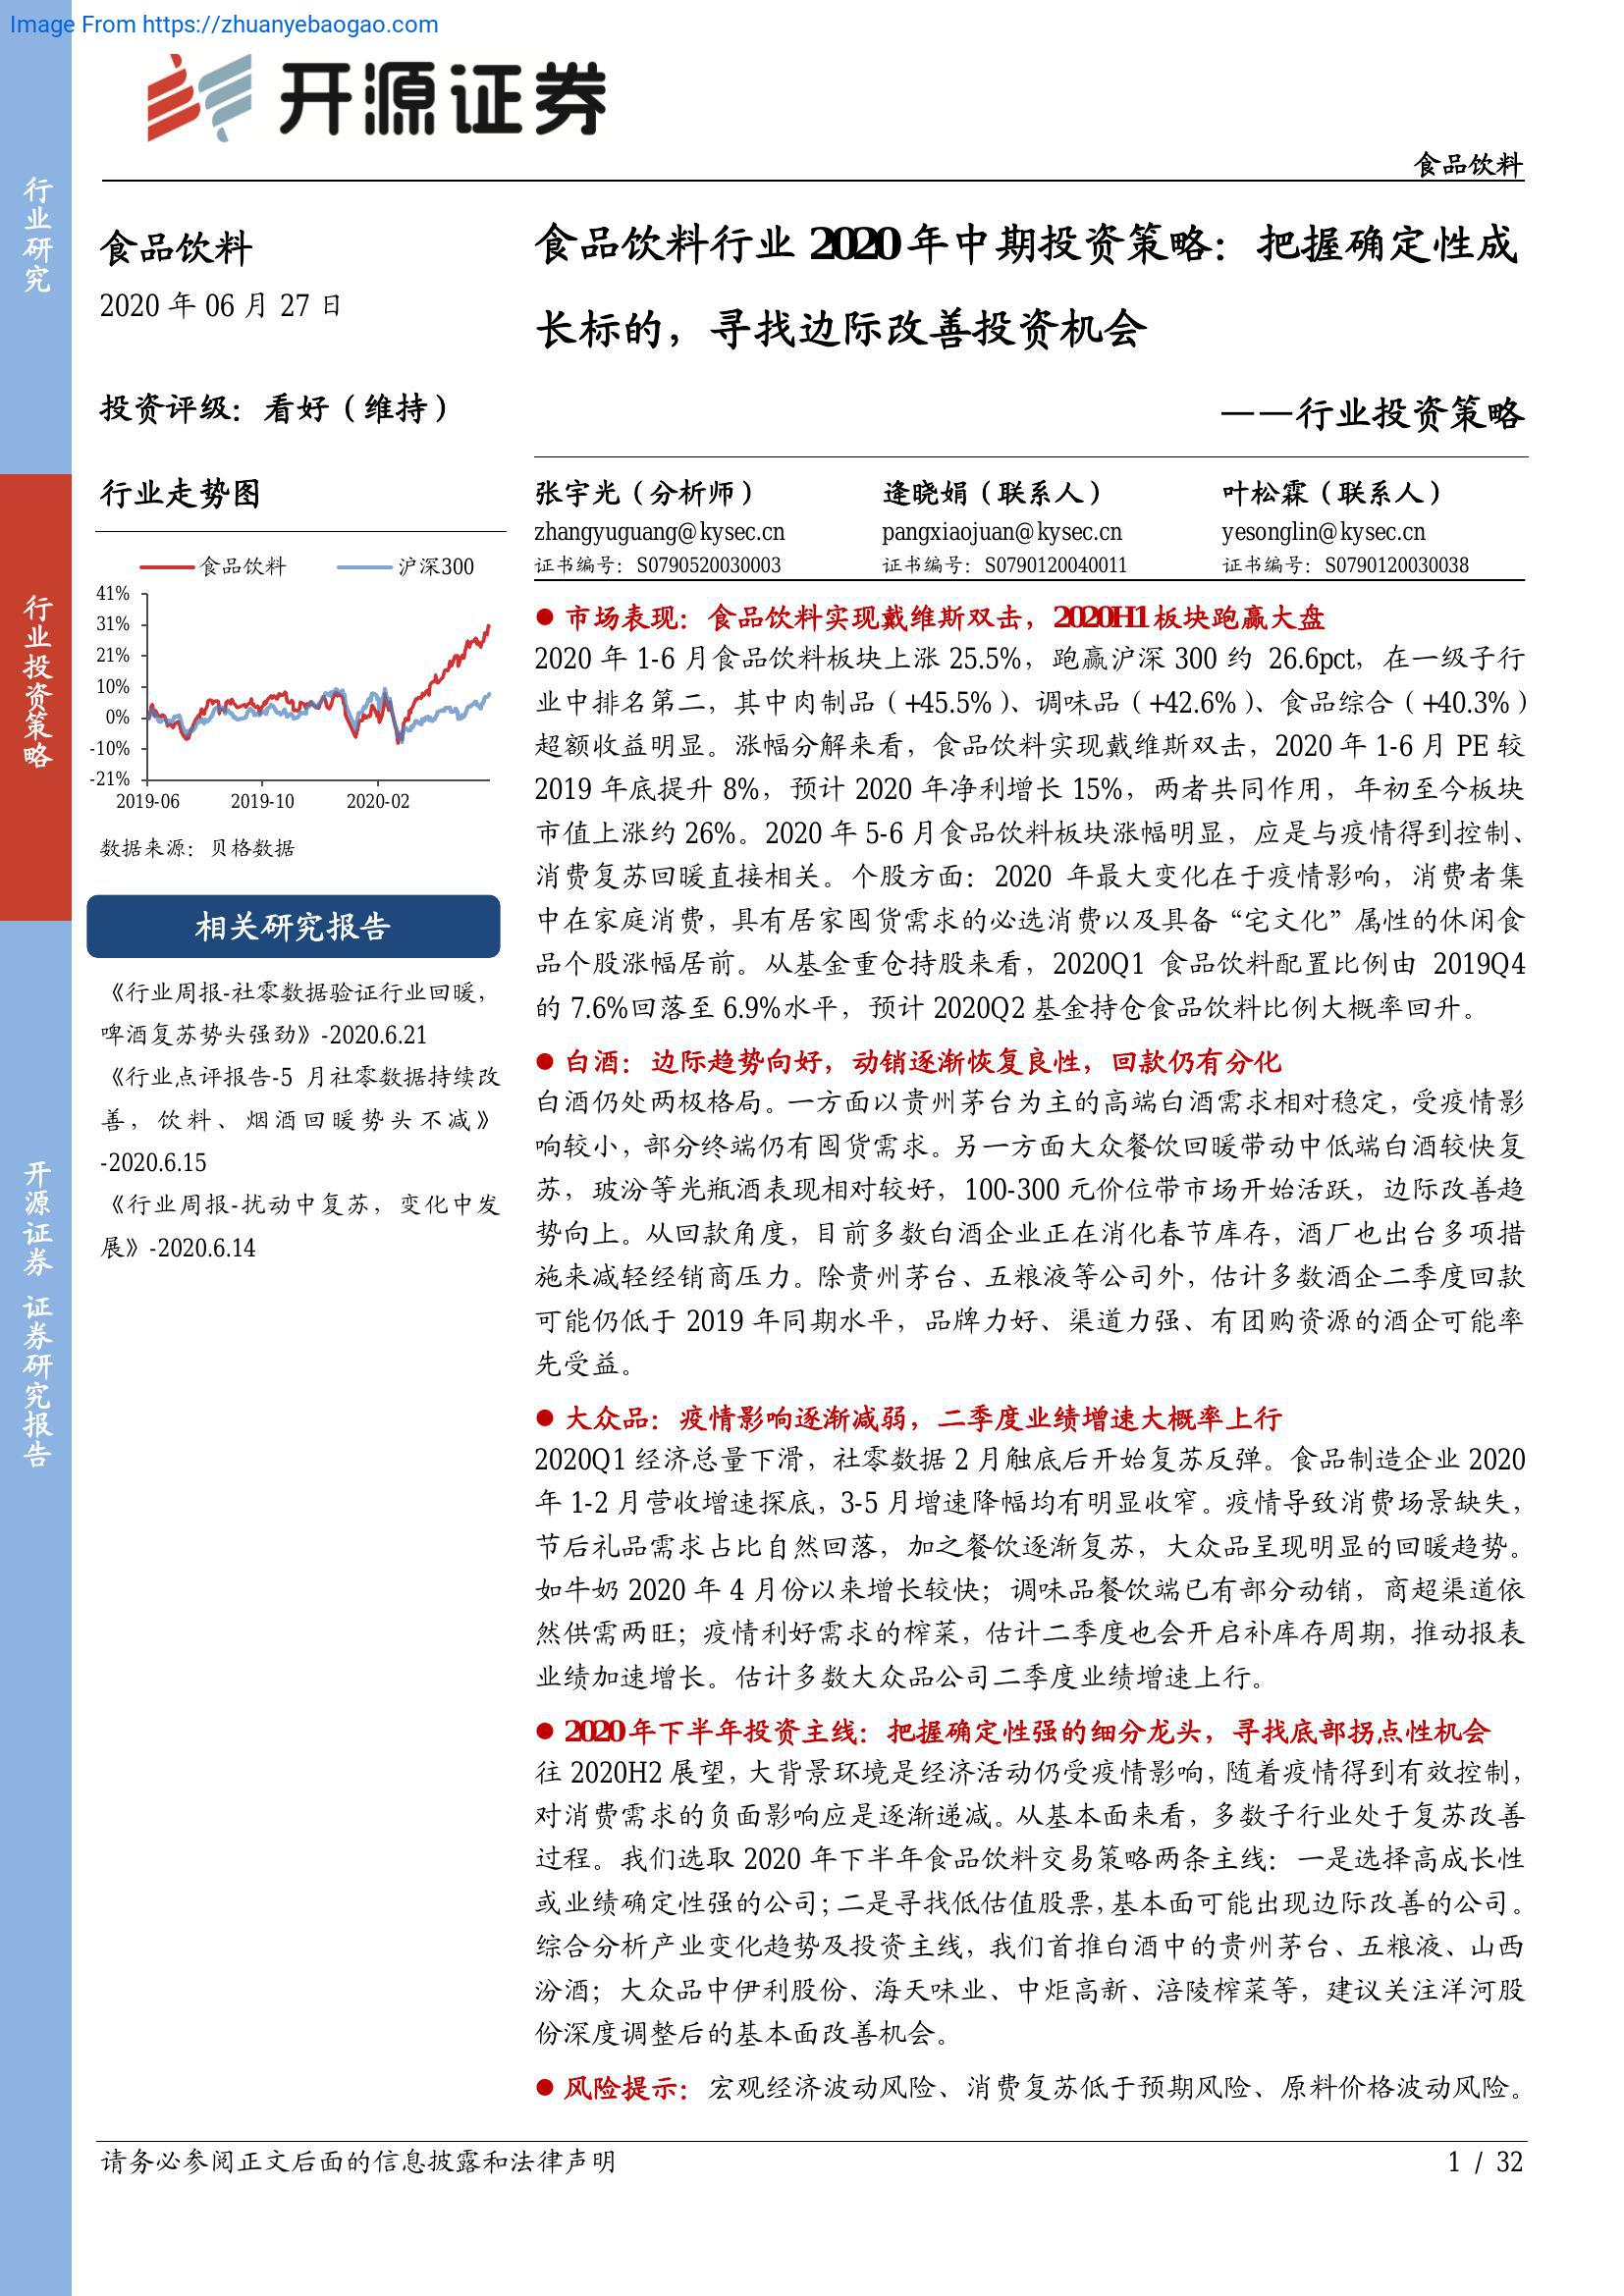 Image From https://zhuanyebaogao.com
开源证券
食品饮料
行业研究
行业投资策略
开源证券 证券研究报告
食品饮料
2020 年 06 月 27 日
投资评级：看好（维持）
行业走势图
食品饮料 沪深300
41%
31%
21%
10%
0%
-10%
-21%
2019-06 2019-10 2020-02
数据来源：贝格数据
相关研究报告
《行业周报-社零数据验证行业回暖，
啤酒复苏势头强劲》-2020.6.21
《行业点评报告-5 月社零数据持续改
善，饮料、烟酒回暖势头不减》
-2020.6.15
《行业周报-扰动中复苏，变化中发
展》-2020.6.14
食品饮料行业 2020 年中期投资策略：把握确定性成
长标的，寻找边际改善投资机会
——行业投资策略
张宇光（分析师） 逄晓娟（联系人） 叶松霖（联系人）
zhangyuguang@kysec.cn pangxiaojuan@kysec.cn yesonglin@kysec.cn
证书编号：S0790520030003 证书编号：S0790120040011 证书编号：S0790120030038
● 市场表现：食品饮料实现戴维斯双击，2020H1 板块跑赢大盘
2020 年 1-6 月食品饮料板块上涨 25.5%，跑赢沪深 300 约 26.6pct，在一级子行
业中排名第二，其中肉制品（+45.5%）、调味品（+42.6%）、食品综合（+40.3%）
超额收益明显。涨幅分解来看，食品饮料实现戴维斯双击，2020 年 1-6 月 PE 较
2019 年底提升 8%，预计 2020 年净利增长 15%，两者共同作用，年初至今板块
市值上涨约 26%。2020 年 5-6 月食品饮料板块涨幅明显，应是与疫情得到控制、
消费复苏回暖直接相关。个股方面：2020 年最大变化在于疫情影响，消费者集
中在家庭消费，具有居家囤货需求的必选消费以及具备“宅文化”属性的休闲食
品个股涨幅居前。从基金重仓持股来看，2020Q1 食品饮料配置比例由 2019Q4
的 7.6%回落至 6.9%水平，预计 2020Q2 基金持仓食品饮料比例大概率回升。
● 白酒：边际趋势向好，动销逐渐恢复良性，回款仍有分化
白酒仍处两极格局。一方面以贵州茅台为主的高端白酒需求相对稳定，受疫情影
响较小，部分终端仍有囤货需求。另一方面大众餐饮回暖带动中低端白酒较快复
苏，玻汾等光瓶酒表现相对较好，100-300 元价位带市场开始活跃，边际改善趋
势向上。从回款角度，目前多数白酒企业正在消化春节库存，酒厂也出台多项措
施来减轻经销商压力。除贵州茅台、五粮液等公司外，估计多数酒企二季度回款
可能仍低于 2019 年同期水平，品牌力好、渠道力强、有团购资源的酒企可能率
先受益。
● 大众品：疫情影响逐渐减弱，二季度业绩增速大概率上行
2020Q1 经济总量下滑，社零数据 2 月触底后开始复苏反弹。食品制造企业 2020
年 1-2 月营收增速探底，3-5 月增速降幅均有明显收窄。疫情导致消费场景缺失，
节后礼品需求占比自然回落，加之餐饮逐渐复苏，大众品呈现明显的回暖趋势。
如牛奶 2020 年 4 月份以来增长较快；调味品餐饮端已有部分动销，商超渠道依
然供需两旺；疫情利好需求的榨菜，估计二季度也会开启补库存周期，推动报表
业绩加速增长。估计多数大众品公司二季度业绩增速上行。
● 2020 年下半年投资主线：把握确定性强的细分龙头，寻找底部拐点性机会
往 2020H2 展望，大背景环境是经济活动仍受疫情影响，随着疫情得到有效控制，
对消费需求的负面影响应是逐渐递减。从基本面来看，多数子行业处于复苏改善
过程。我们选取 2020 年下半年食品饮料交易策略两条主线：一是选择高成长性
或业绩确定性强的公司；二是寻找低估值股票，基本面可能出现边际改善的公司。
综合分析产业变化趋势及投资主线，我们首推白酒中的贵州茅台、五粮液、山西
汾酒；大众品中伊利股份、海天味业、中炬高新、涪陵榨菜等，建议关注洋河股
份深度调整后的基本面改善机会。
● 风险提示：宏观经济波动风险、消费复苏低于预期风险、原料价格波动风险。
请务必参阅正文后面的信息披露和法律声明 1 / 32